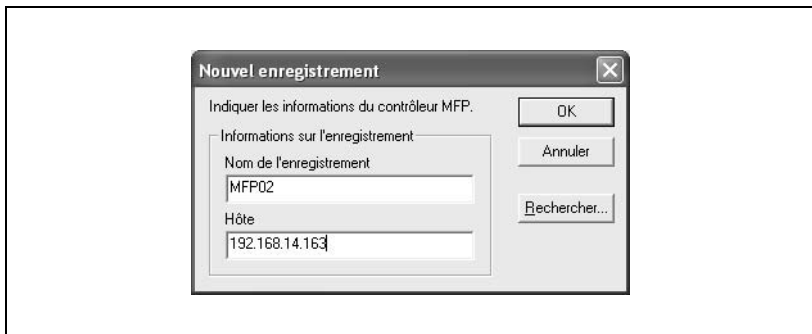 Nouvel enregistrement
Indiquer les informations du contrôleur MFP.
OK
Informations sur l'enregistrement
Annuler
Nom de l'enregistrement
MFP02
Rechercher...
Hôte
192.168.14.163